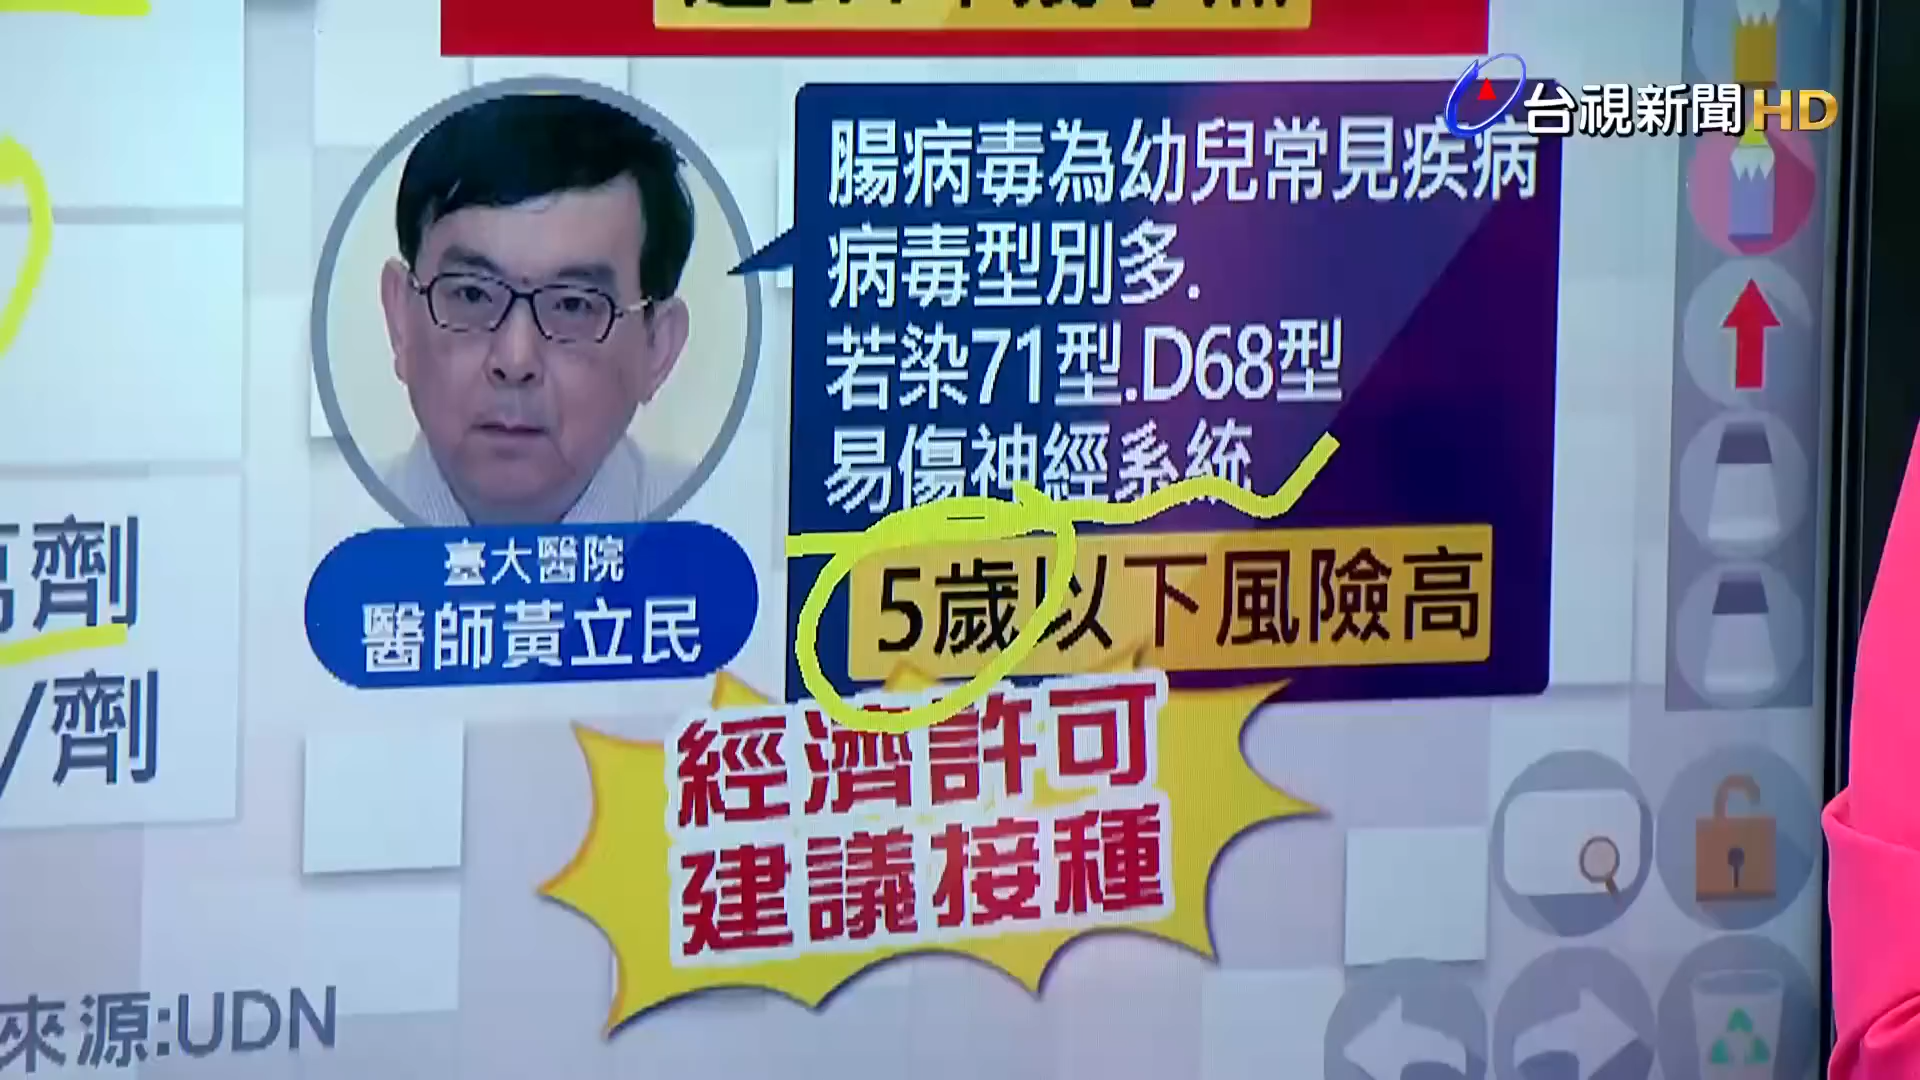 台視新聞HD
腸病毒為幼兒常見疾病
病毒型別多.
若染71型.D68型
易傷神經系統
5歲以下風險高
臺大醫院
醫師黃立民
經濟許可
建議接種
劑
/劑
來源:UDN